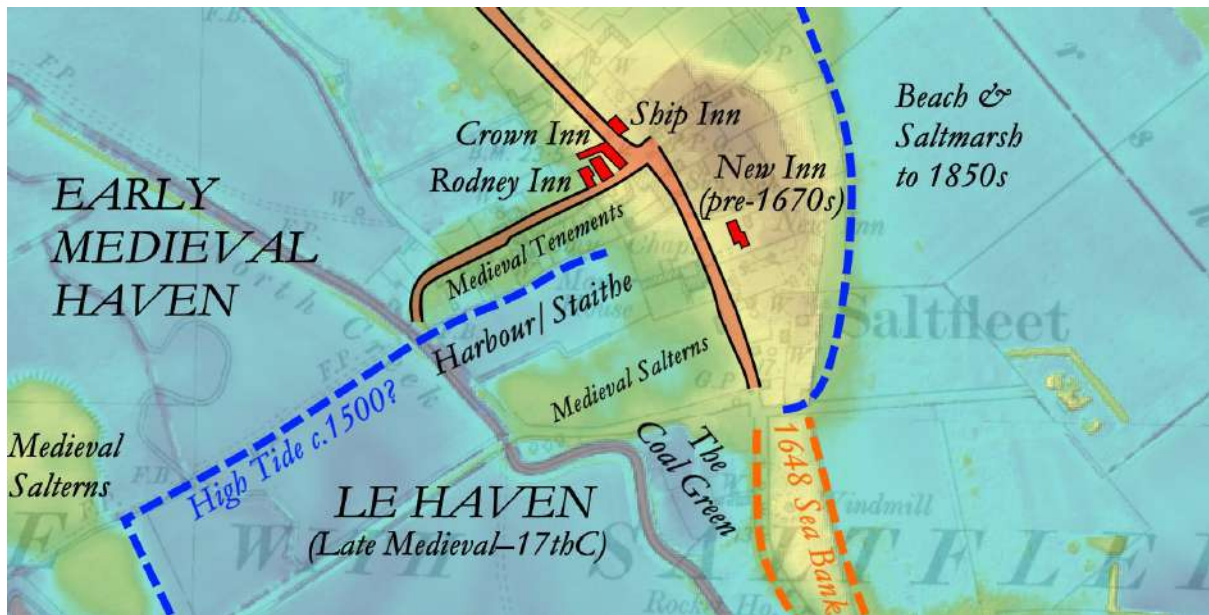 Ship Inn
Crown Inn
Rodney Inn
New Inn
(pre-1670s)
Beach &
Saltmarsh
to 1850s
EARLY
MEDIEVAL
HAVEN
Medieval Tenements
Harbour/ Staithe
High Tide c.1500?
Medieval Salterns
Saltfleet
Medieval
Salterns
The
Coal Green
1648 Sea Bank
Windmill
LE HAVEN
(Late Medieval–17thC)
W I T H SALTFLE